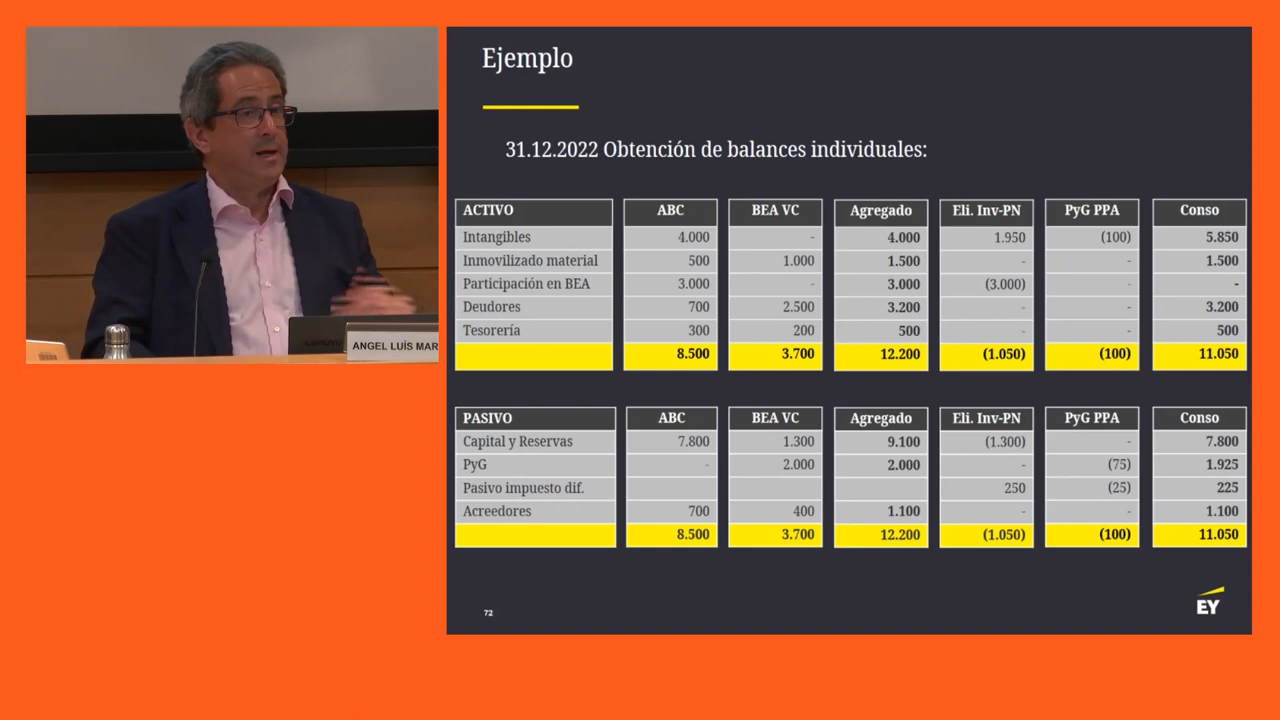 Ejemplo
31.12.2022 Obtención de balances individuales:
ACTIVO ABC BEA VC Agregado Eli. Inv-PN PyG PPA Conso
Intangibles 4.000 - 4.000 1.950 (100) 5.850
Inmovilizado material 500 1.000 1.500 - - 1.500
Participación en BEA 3.000 - 3.000 (3.000) - -
Deudores 700 2.500 3.200 - - 3.200
Tesorería 300 200 500 - - 500
8.500 3.700 12.200 (1.050) (100) 11.050
PASIVO ABC BEA VC Agregado Eli. Inv-PN PyG PPA Conso
Capital y Reservas 7.800 1.300 9.100 (1.300) - 7.800
PyG - 2.000 2.000 - (75) 1.925
Pasivo impuesto dif. 250 (25) 225
Acreedores 700 400 1.100 - - 1.100
8.500 3.700 12.200 (1.050) (100) 11.050
72
EY
ANGEL LUÍS MAR